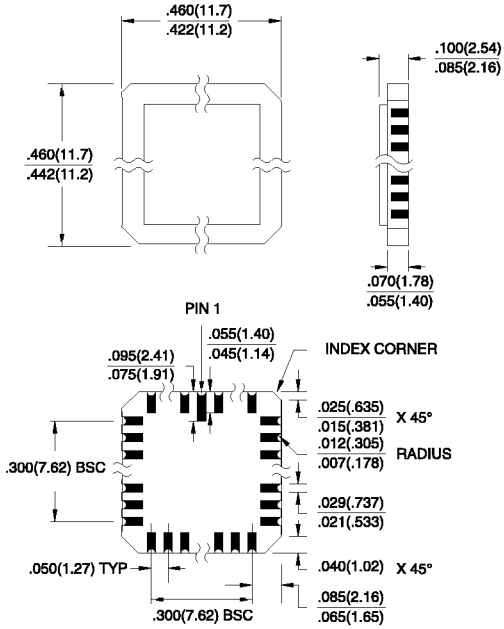 .460(11.7)
.422(11.2)
.100(2.54)
.085(2.16)
.460(11.7)
.442(11.2)
.070(1.78)
.055(1.40)
PIN 1
.055(1.40)
.045(1.14)
INDEX CORNER
.095(2.41)
.075(1.91)
.025(.635)
.015(.381)
X 45°
.012(.305)
.007(.178)
RADIUS
.300(7.62) BSC
.029(.737)
.021(.533)
.050(1.27) TYP
.040(1.02) X 45°
.085(2.16)
.065(1.65)
.300(7.62) BSC